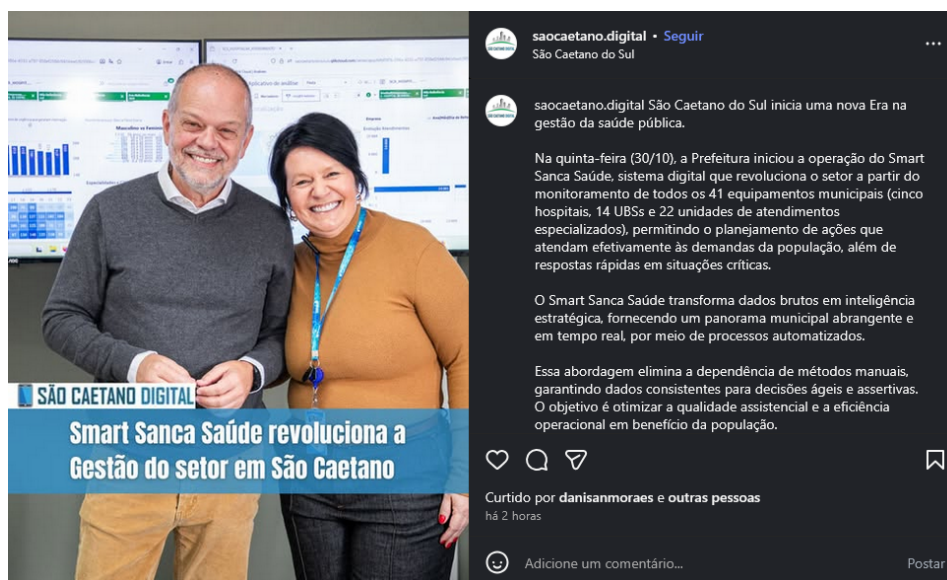 saocaetano.digital • Seguir
São Caetano do Sul
saocaetano.digital São Caetano do Sul inicia uma nova Era na
gestão da saúde pública.
Na quinta-feira (30/10), a Prefeitura iniciou a operação do Smart
Sanca Saúde, sistema digital que revoluciona o setor a partir do
monitoramento de todos os 41 equipamentos municipais (cinco
hospitais, 14 UBSs e 22 unidades de atendimentos
especializados), permitindo o planejamento de ações que
atendam efetivamente às demandas da população, além de
respostas rápidas em situações críticas.
O Smart Sanca Saúde transforma dados brutos em inteligência
estratégica, fornecendo um panorama municipal abrangente e
em tempo real, por meio de processos automatizados.
Essa abordagem elimina a dependência de métodos manuais,
garantindo dados consistentes para decisões ágeis e assertivas.
O objetivo é otimizar a qualidade assistencial e a eficiência
operacional em benefício da população.
Curtido por danisanmoraes e outras pessoas
há 2 horas
Adicione um comentário...
Postar
SÃO CAETANO DIGITAL
Smart Sanca Saúde revoluciona a
Gestão do setor em São Caetano